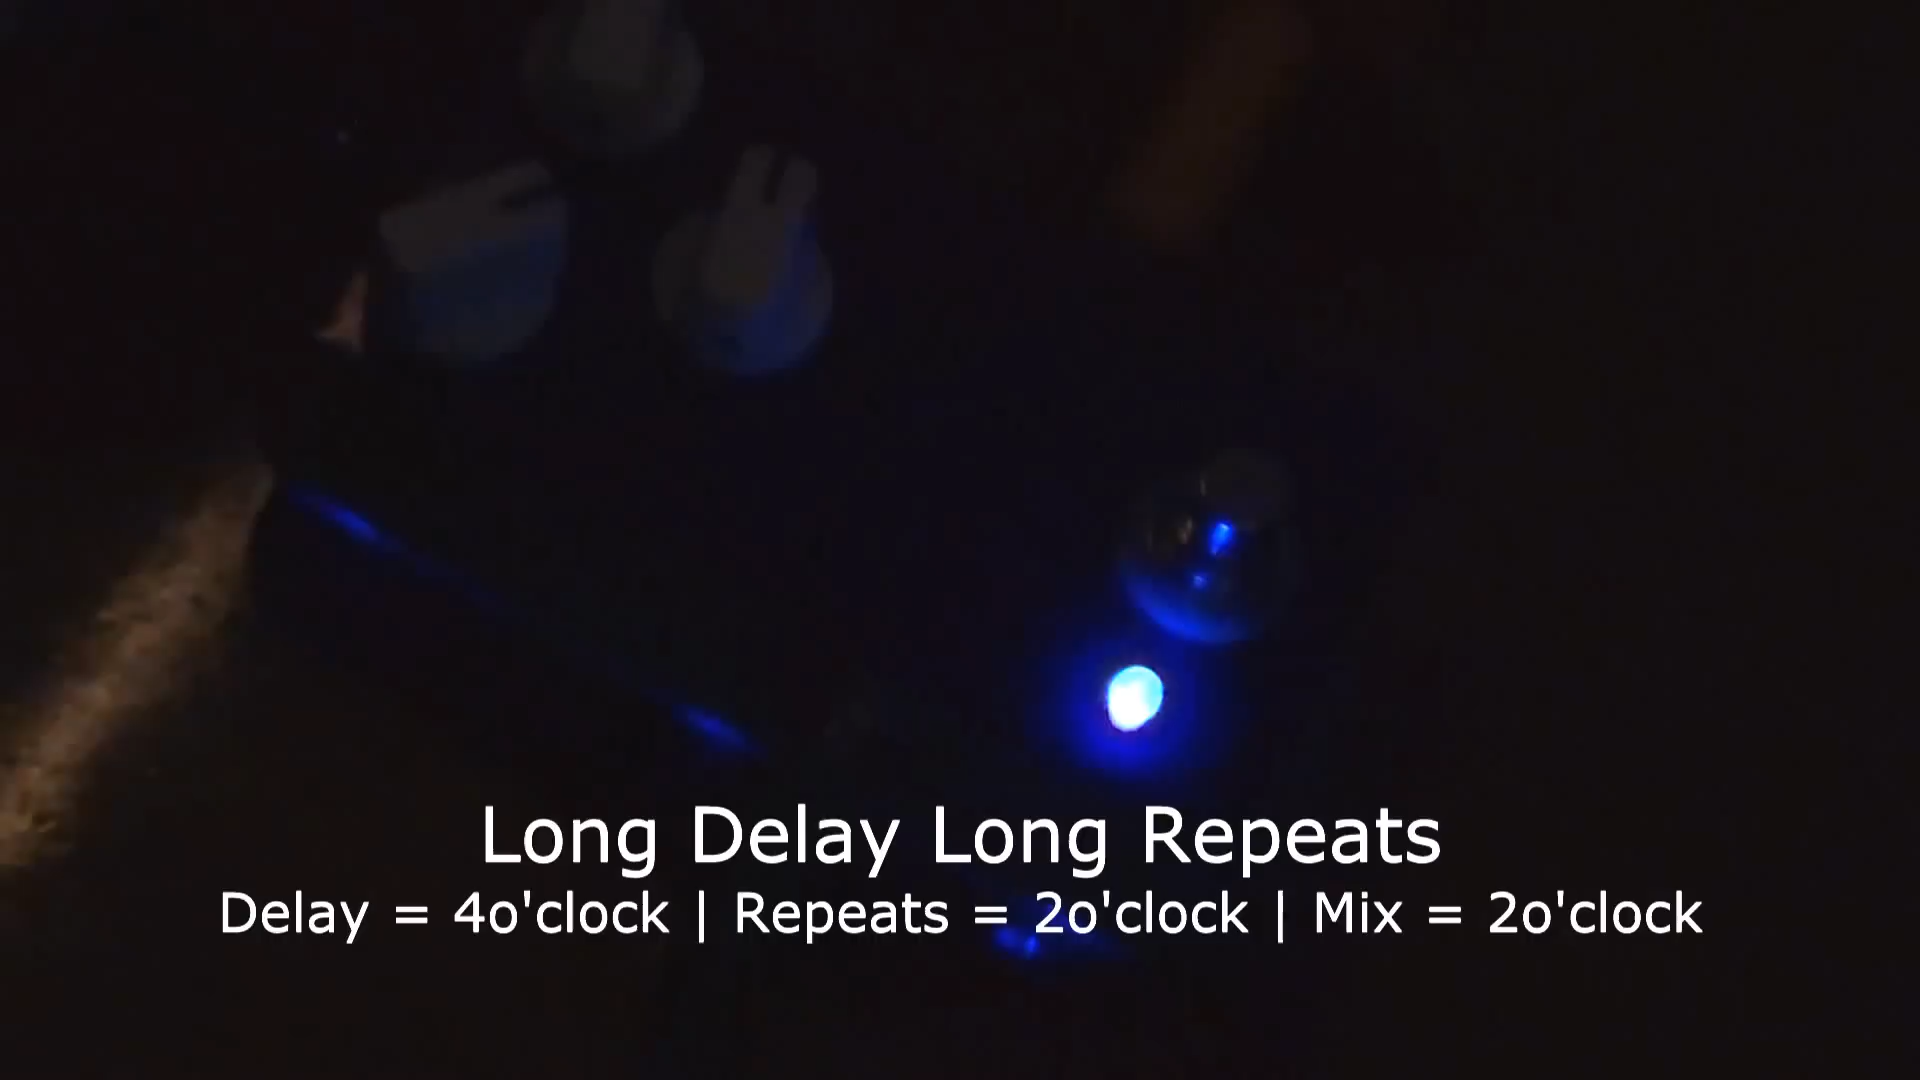 Long Delay Long Repeats
Delay = 4o'clock | Repeats = 2o'clock | Mix = 2o'clock